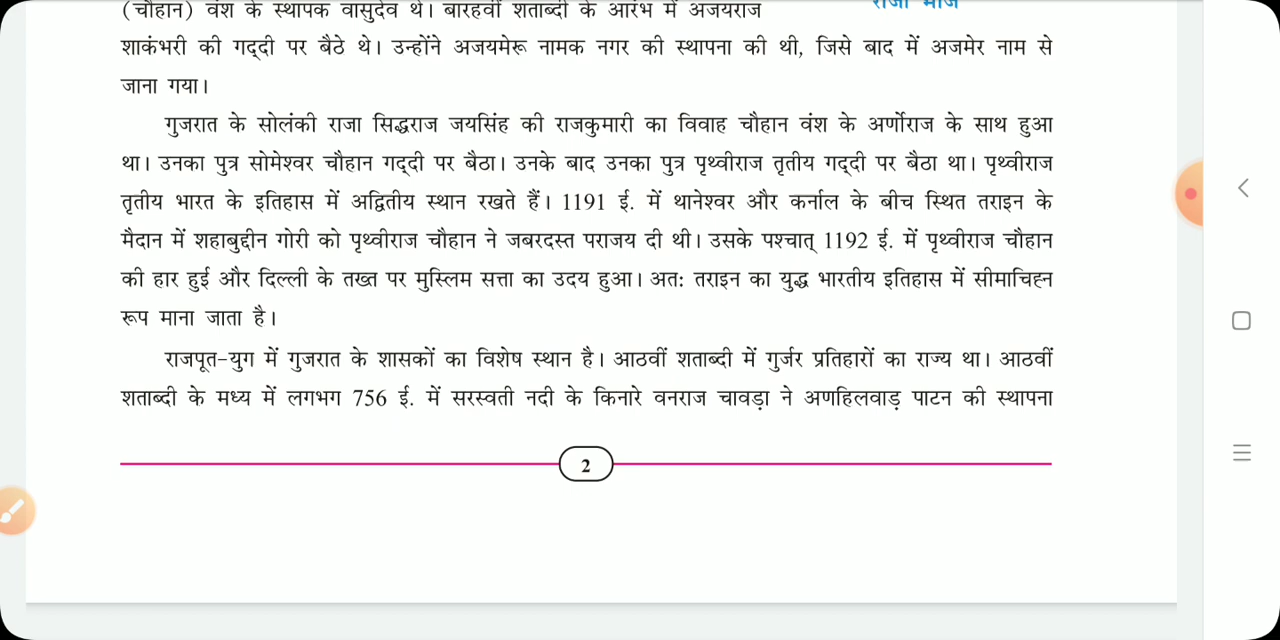 (चौहान) वंश के स्थापक वासुदेव थे। बारहवीं शताब्दी के आरंभ में अजयराज
राजा भोज
शाकंभरी की गद्दी पर बैठे थे। उन्होंने अजयमेरू नामक नगर की स्थापना की थी, जिसे बाद में अजमेर नाम से
जाना गया।
गुजरात के सोलंकी राजा सिद्धराज जयसिंह की राजकुमारी का विवाह चौहान वंश के अर्णोराज के साथ हुआ
था। उनका पुत्र सोमेश्वर चौहान गद्दी पर बैठा। उनके बाद उनका पुत्र पृथ्वीराज तृतीय गद्दी पर बैठा था। पृथ्वीराज
तृतीय भारत के इतिहास में अद्वितीय स्थान रखते हैं। 1191 ई. में थानेश्वर और कर्नाल के बीच स्थित तराइन के
मैदान में शहाबुद्दीन गोरी को पृथ्वीराज चौहान ने जबरदस्त पराजय दी थी। उसके पश्चात् 1192 ई. में पृथ्वीराज चौहान
की हार हुई और दिल्ली के तख्त पर मुस्लिम सत्ता का उदय हुआ। अतः तराइन का युद्ध भारतीय इतिहास में सीमाचिह्न
रूप माना जाता है।
राजपूत-युग में गुजरात के शासकों का विशेष स्थान है। आठवीं शताब्दी में गुर्जर प्रतिहारों का राज्य था। आठवीं
शताब्दी के मध्य में लगभग 756 ई. में सरस्वती नदी के किनारे वनराज चावड़ा ने अणहिलवाड़ पाटन की स्थापना
2